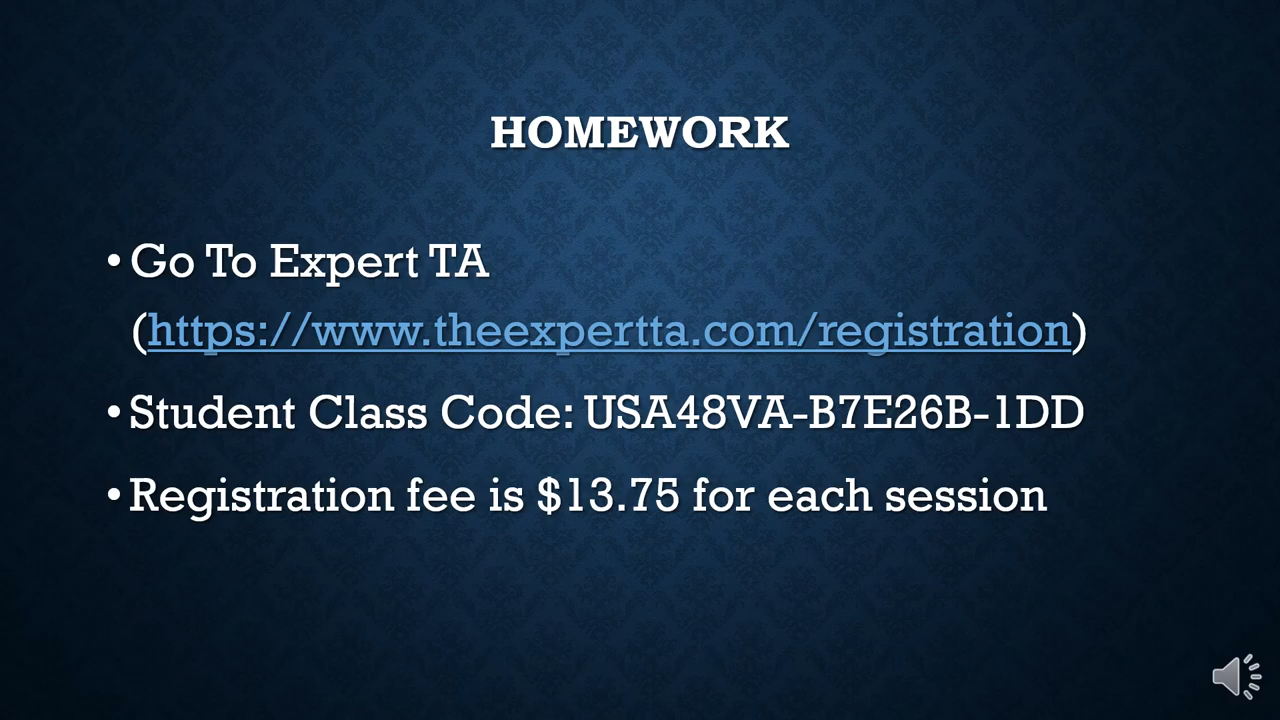 HOMEWORK
• Go To Expert TA
(https://www.theexpertta.com/registration)
• Student Class Code: USA48VA-B7E26B-1DD
• Registration fee is $13.75 for each session